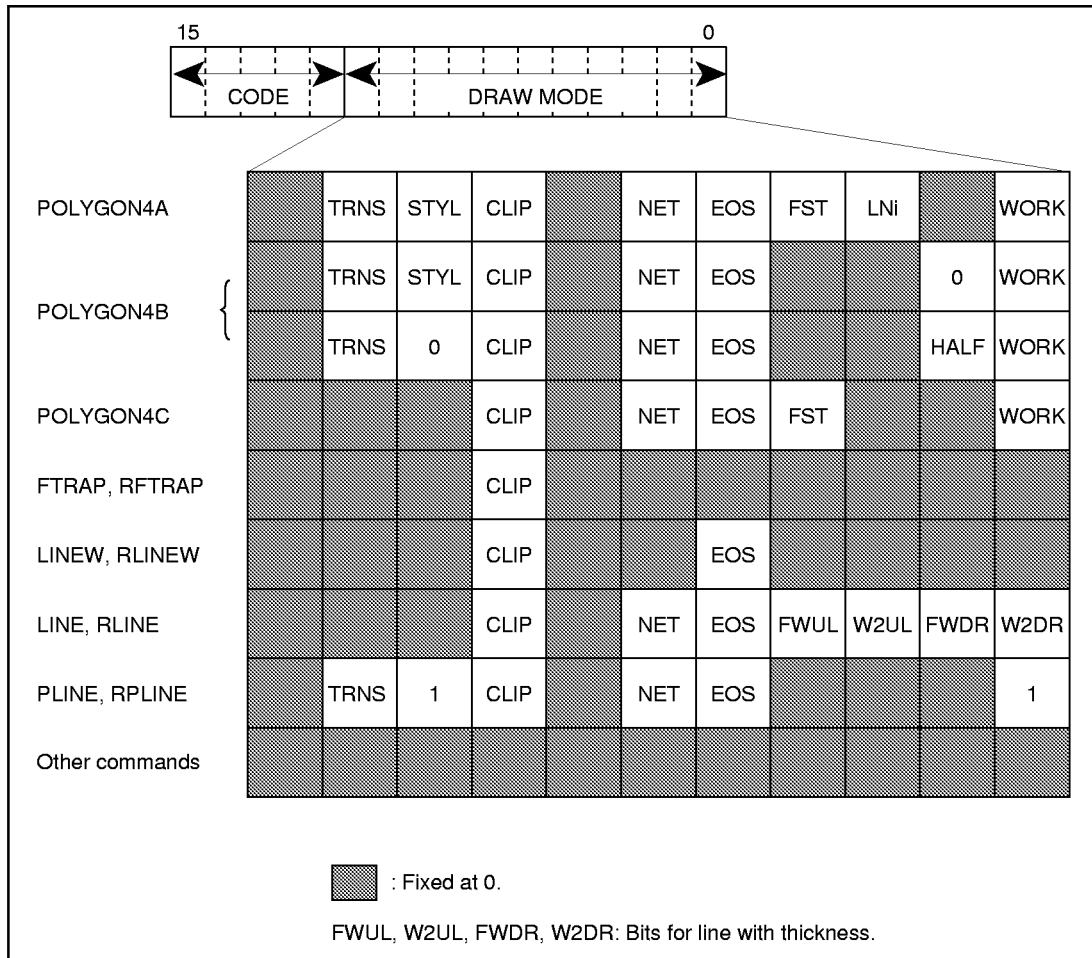 15 0
CODE DRAW MODE
POLYGON4A TRNS STYL CLIP NET EOS FST LNi WORK
TRNS STYL CLIP NET EOS 0 WORK
POLYGON4B
TRNS 0 CLIP NET EOS HALF WORK
POLYGON4C CLIP NET EOS FST WORK
FTRAP, RFTRAP CLIP
LINEW, RLINEW CLIP EOS
LINE, RLINE CLIP NET EOS FWUL W2UL FWDR W2DR
PLINE, RPLINE TRNS 1 CLIP NET EOS 1
Other commands
: Fixed at 0.
FWUL, W2UL, FWDR, W2DR: Bits for line with thickness.